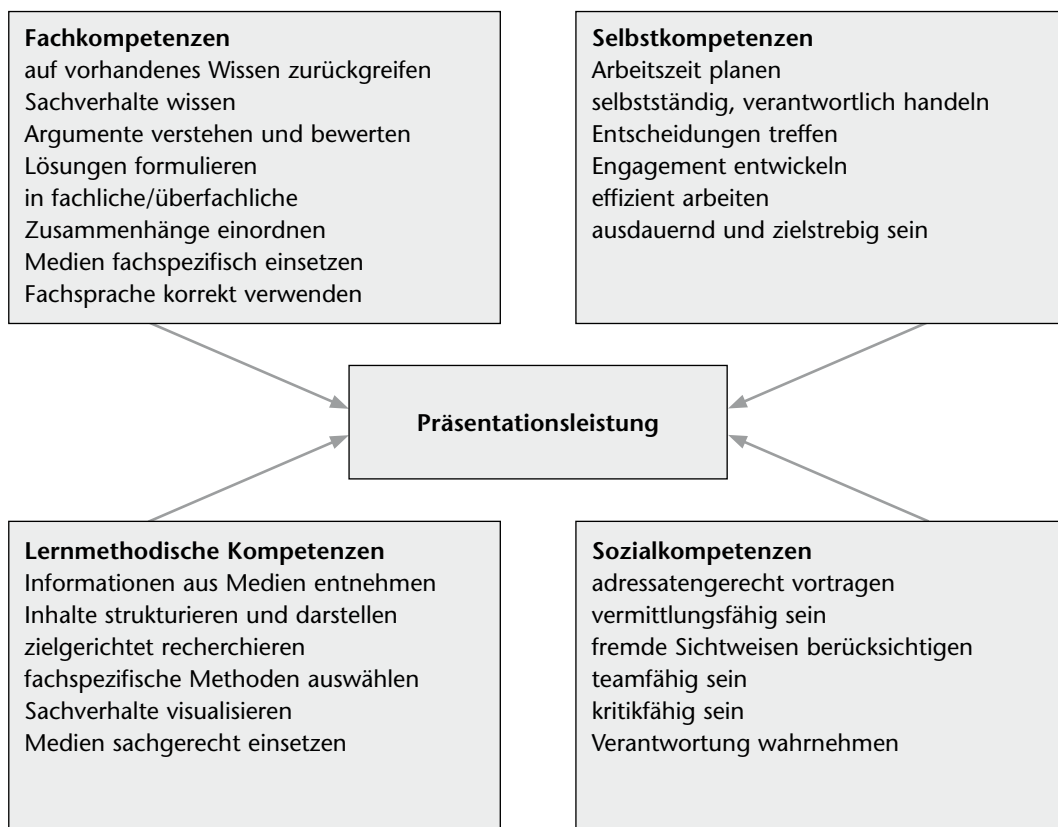 Fachkompetenzen
auf vorhandenes Wissen zurückgreifen
Sachverhalte wissen
Argumente verstehen und bewerten
Lösungen formulieren
in fachliche/überfachliche
Zusammenhänge einordnen
Medien fachspezifisch einsetzen
Fachsprache korrekt verwenden
Selbstkompetenzen
Arbeitszeit planen
selbstständig, verantwortlich handeln
Entscheidungen treffen
Engagement entwickeln
effizient arbeiten
ausdauernd und zielstrebig sein
Präsentationsleistung
Lernmethodische Kompetenzen
Informationen aus Medien entnehmen
Inhalte strukturieren und darstellen
zielgerichtet recherchieren
fachspezifische Methoden auswählen
Sachverhalte visualisieren
Medien sachgerecht einsetzen
Sozialkompetenzen
adressatengerecht vortragen
vermittlungsfähig sein
fremde Sichtweisen berücksichtigen
teamfähig sein
kritikfähig sein
Verantwortung wahrnehmen